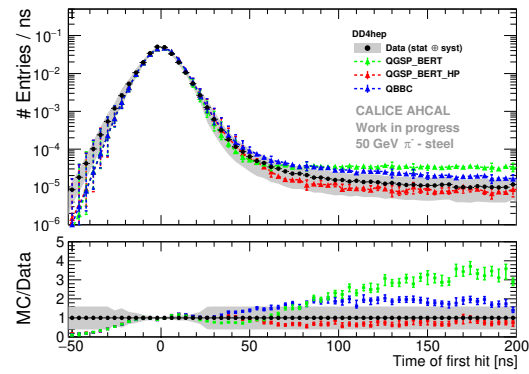 # Entries / ns
10⁻¹
10⁻²
10⁻³
10⁻⁴
10⁻⁵
10⁻⁶
DD4hep
Data (stat ⊕ syst)
QGSP_BERT
QGSP_BERT_HP
QBBC
CALICE AHCAL
Work in progress
50 GeV π⁻ - steel
MC/Data
5
4
3
2
1
0
−50 0 50 100 150 200
Time of first hit [ns]